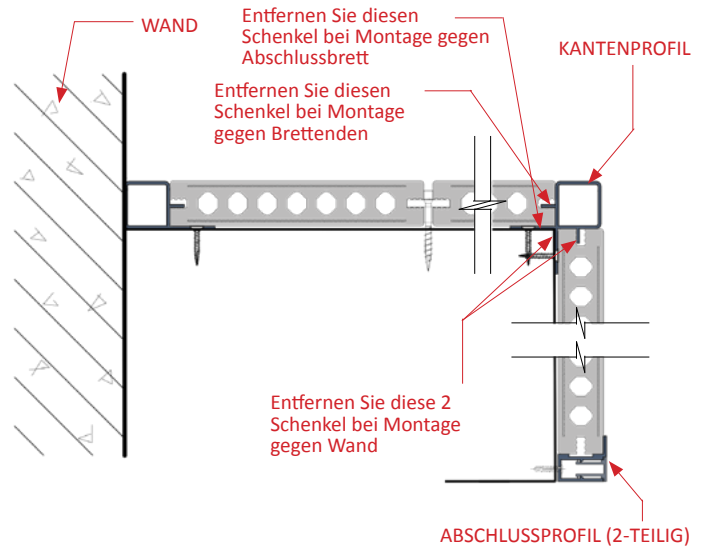 WAND
Entfernen Sie diesen
Schenkel bei Montage gegen
Abschlussbrett
KANTENPROFIL
Entfernen Sie diesen
Schenkel bei Montage
gegen Brettenden
Entfernen Sie diese 2
Schenkel bei Montage
gegen Wand
ABSCHLUSSPROFIL (2-TEILIG)